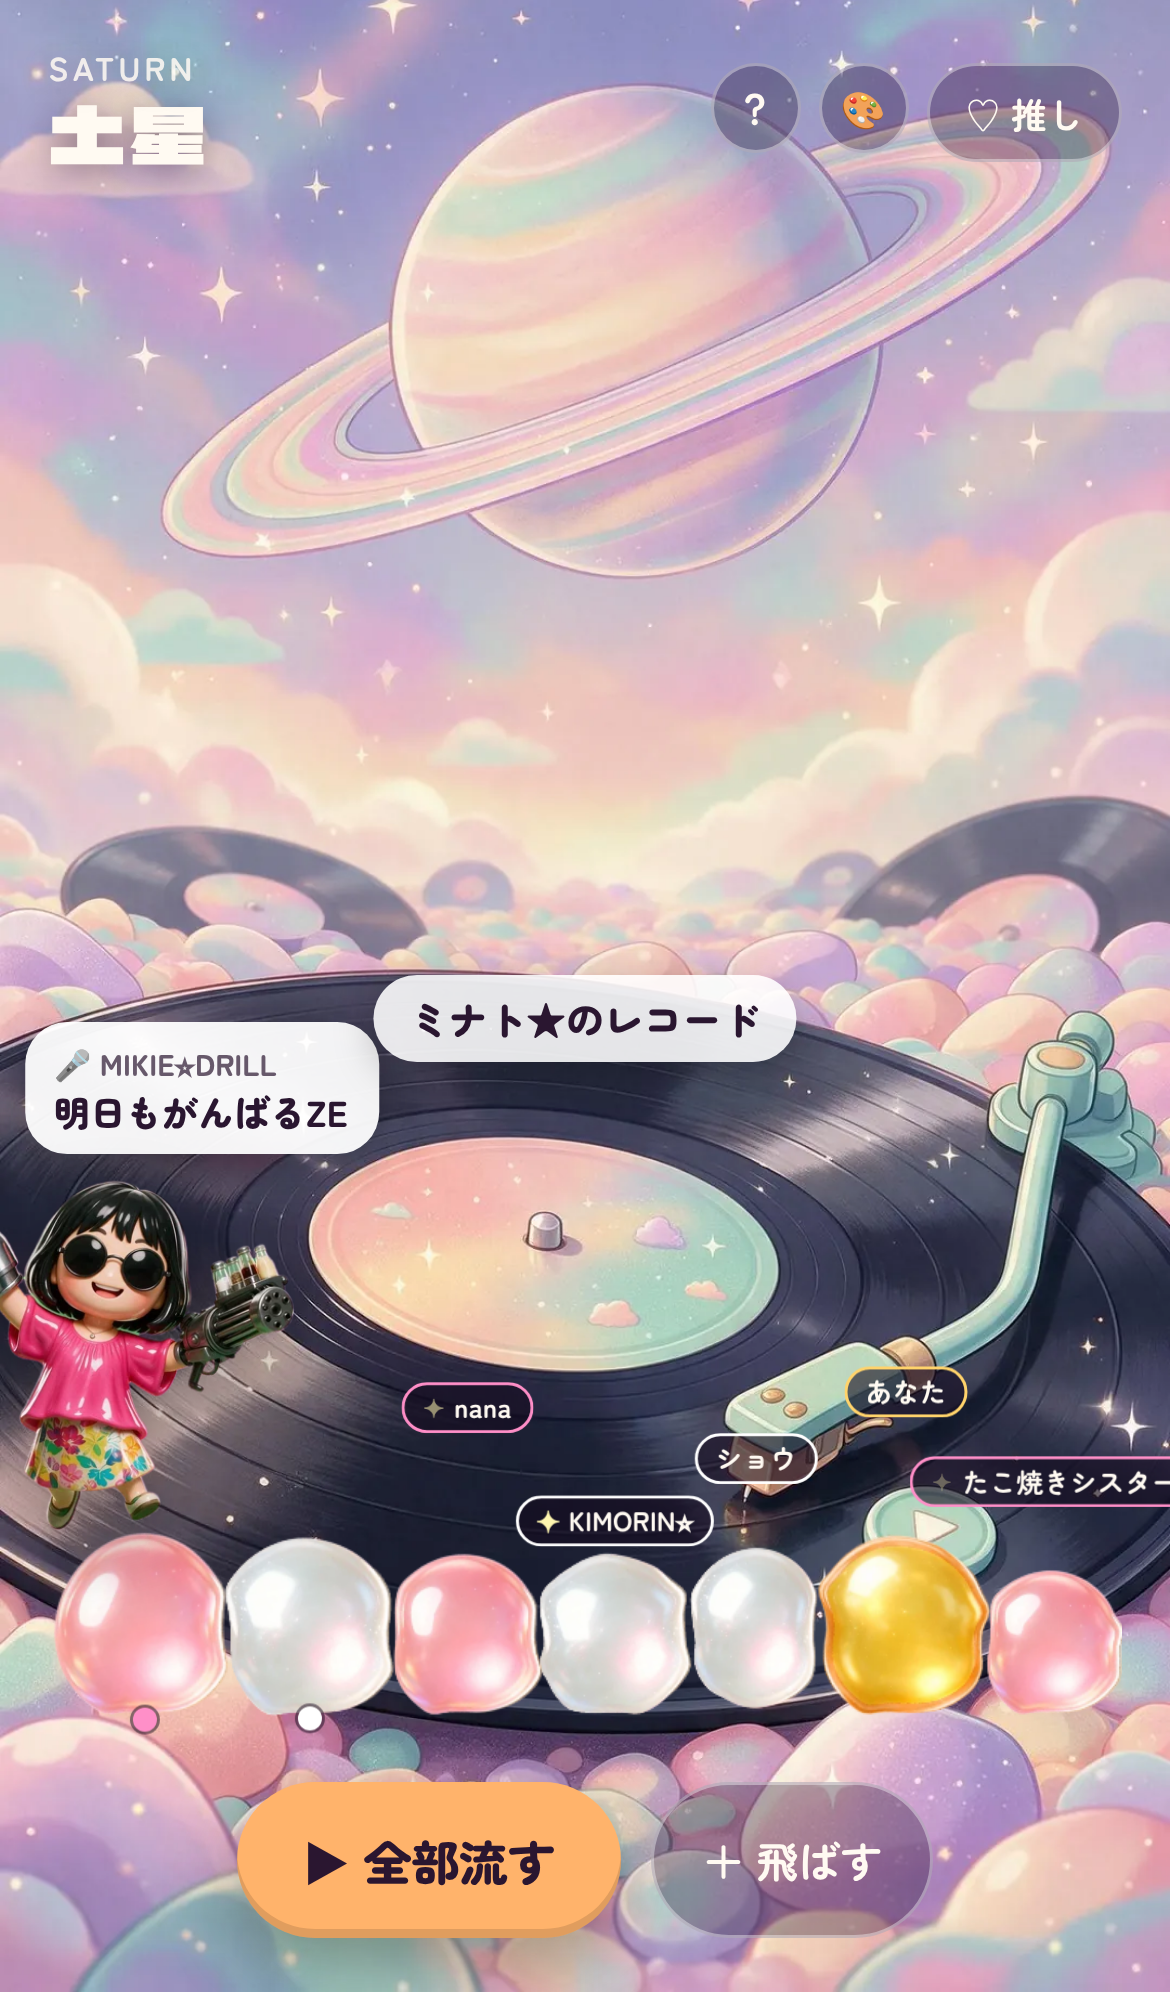 SATURN
土星
?
♡ 推し
ミナト★のレコード
🎤 MIKIE☆DRILL
明日もがんばるZE
✦ nana
あなた
ショウ
✦ たこ焼きシスター
✦ KIMORIN☆
▶ 全部流す
＋ 飛ばす